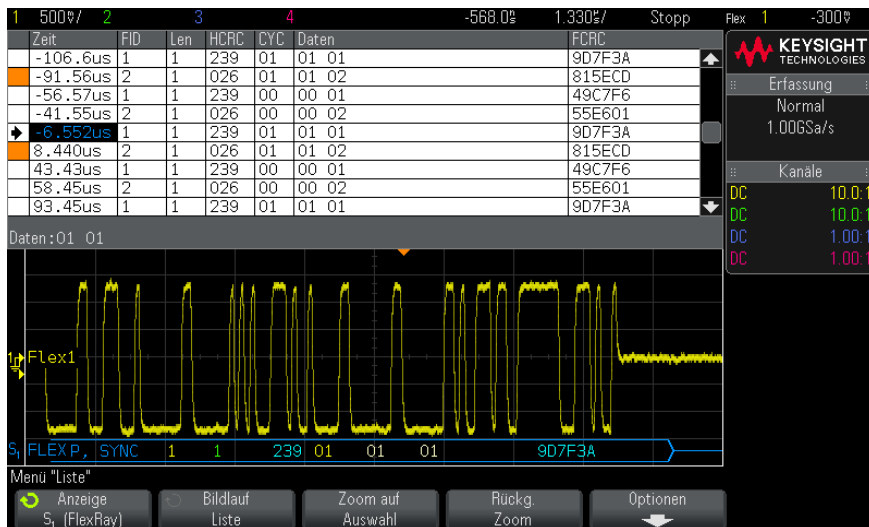 1 500▿/ 2 3 4 -568.0⁰s 1.330⁰s/ Stopp Flex 1 -300▿
Zeit FID Len HCRC CYC Daten FCRC
-106.6us 1 1 239 01 01 01 9D7F3A
-91.56us 2 1 026 01 01 02 815ECD
-56.57us 1 1 239 00 00 01 49C7F6
-41.55us 2 1 026 00 00 02 55E601
-6.552us 1 1 239 01 01 01 9D7F3A
8.440us 2 1 026 01 01 02 815ECD
43.43us 1 1 239 00 00 01 49C7F6
58.45us 2 1 026 00 00 02 55E601
93.45us 1 1 239 01 01 01 9D7F3A
Daten:01 01
KEYSIGHT
TECHNOLOGIES
Erfassung
Normal
1.00GSa/s
Kanäle
DC 10.0:1
DC 10.0:1
DC 1.00:1
DC 1.00:1
1 Flex1
S1 FLEX P, SYNC 1 1 239 01 01 01 9D7F3A
Menü "Liste"
Anzeige
S1 (FlexRay)
Bildlauf
Liste
Zoom auf
Auswahl
Rückg.
Zoom
Optionen